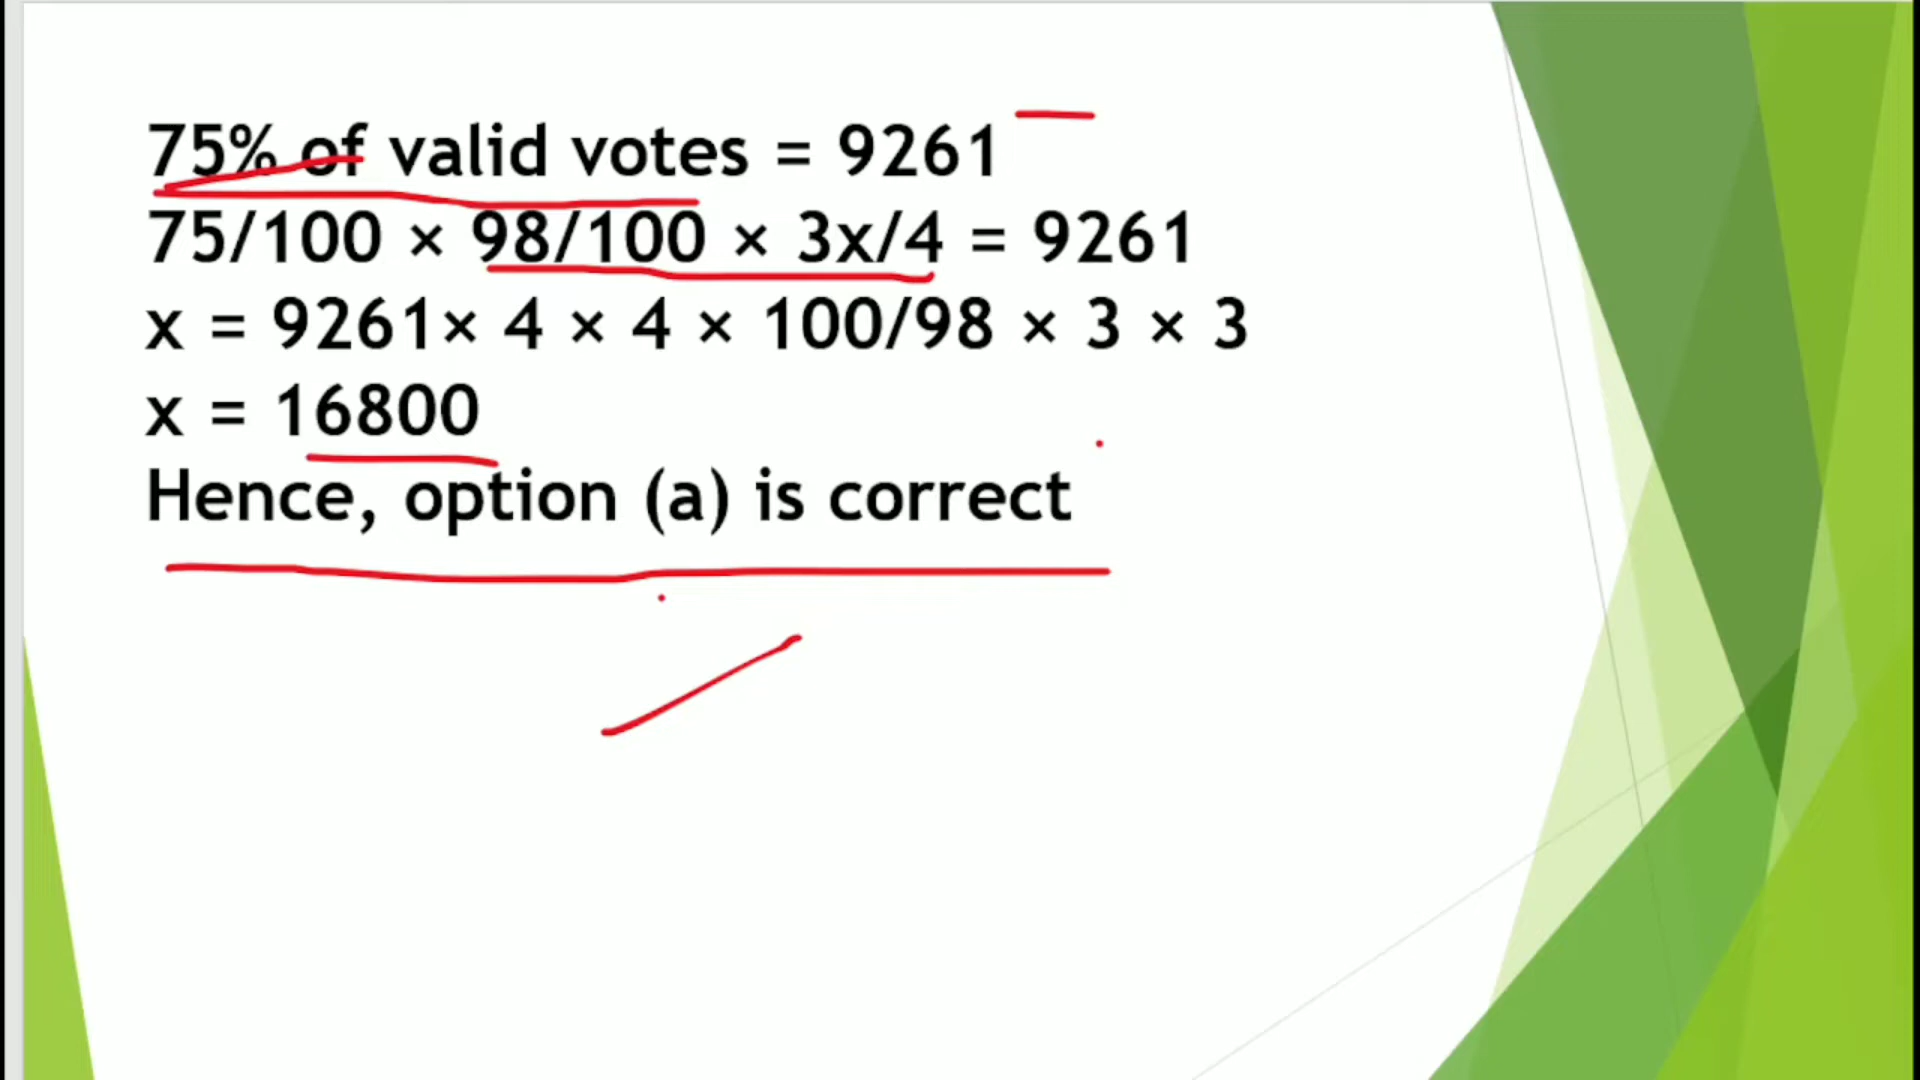 75% of valid votes = 9261
75/100 × 98/100 × 3x/4 = 9261
x = 9261× 4 × 4 × 100/98 × 3 × 3
x = 16800
Hence, option (a) is correct